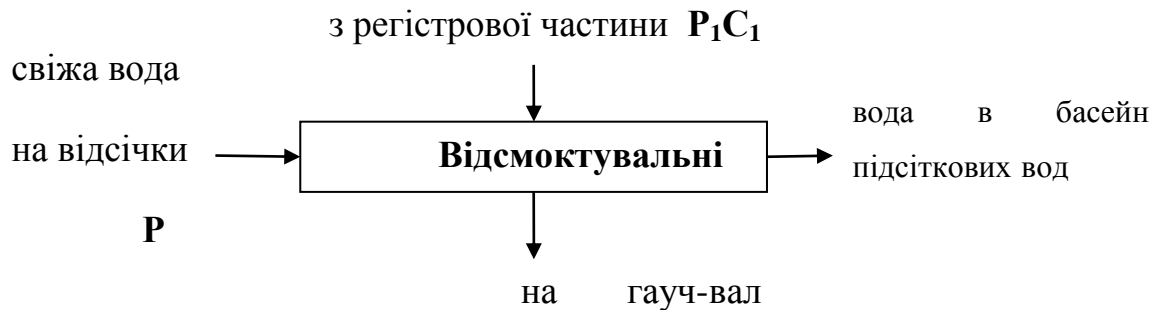 з регістрової частини P₁C₁
свіжа вода
на відсічки
P
Відсмоктувальні
вода в басейн
підсіткових вод
на гауч-вал